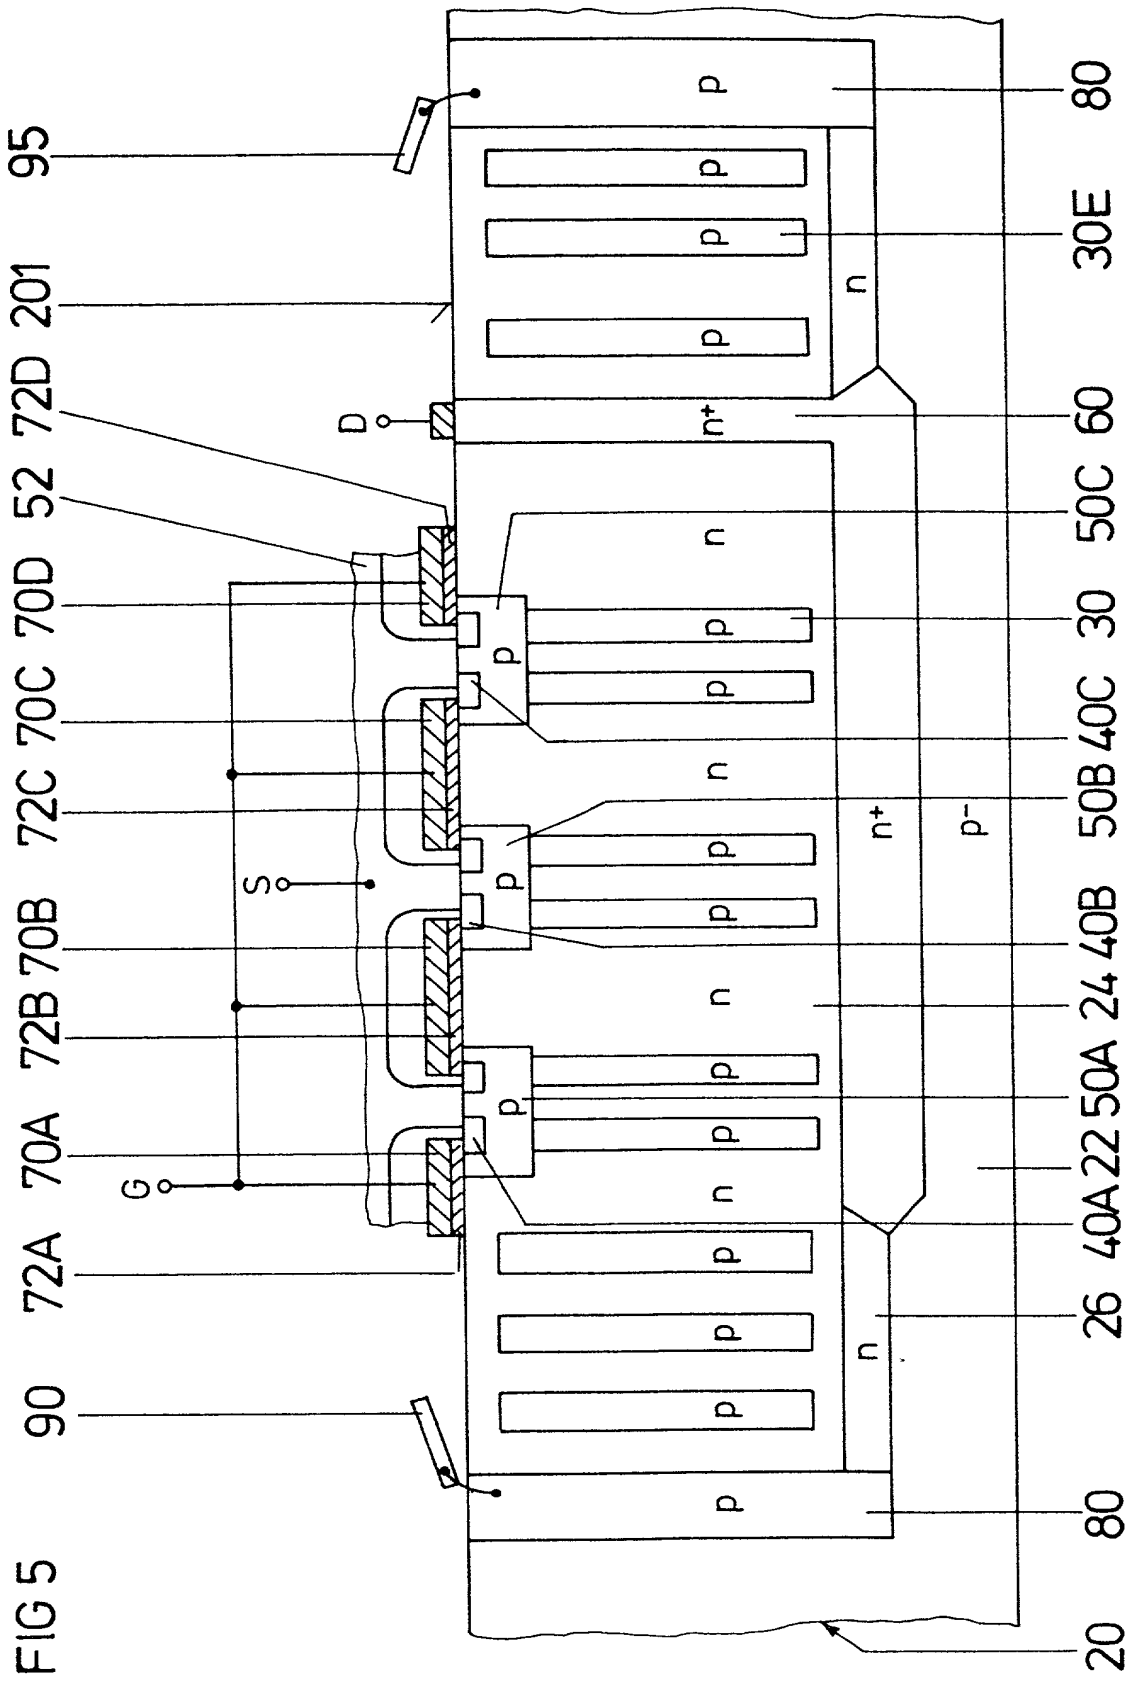 FIG 5 90 72A 70A 72B 70B 72C 70C 70D 52 72D 201 95
G
S
D
p p p
p p p p n p p n p p n p p n n⁺ p p p p
n n⁺ n
p⁻
20 80 26 40A 22 50A 24 40B 50B 40C 30 50C 60 30E 80